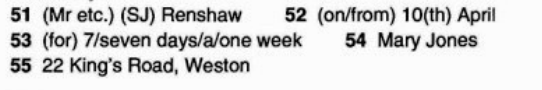 51 (Mr etc.) (SJ) Renshaw 52 (on/from) 10(th) April
53 (for) 7/seven days/a/one week 54 Mary Jones
55 22 King's Road, Weston